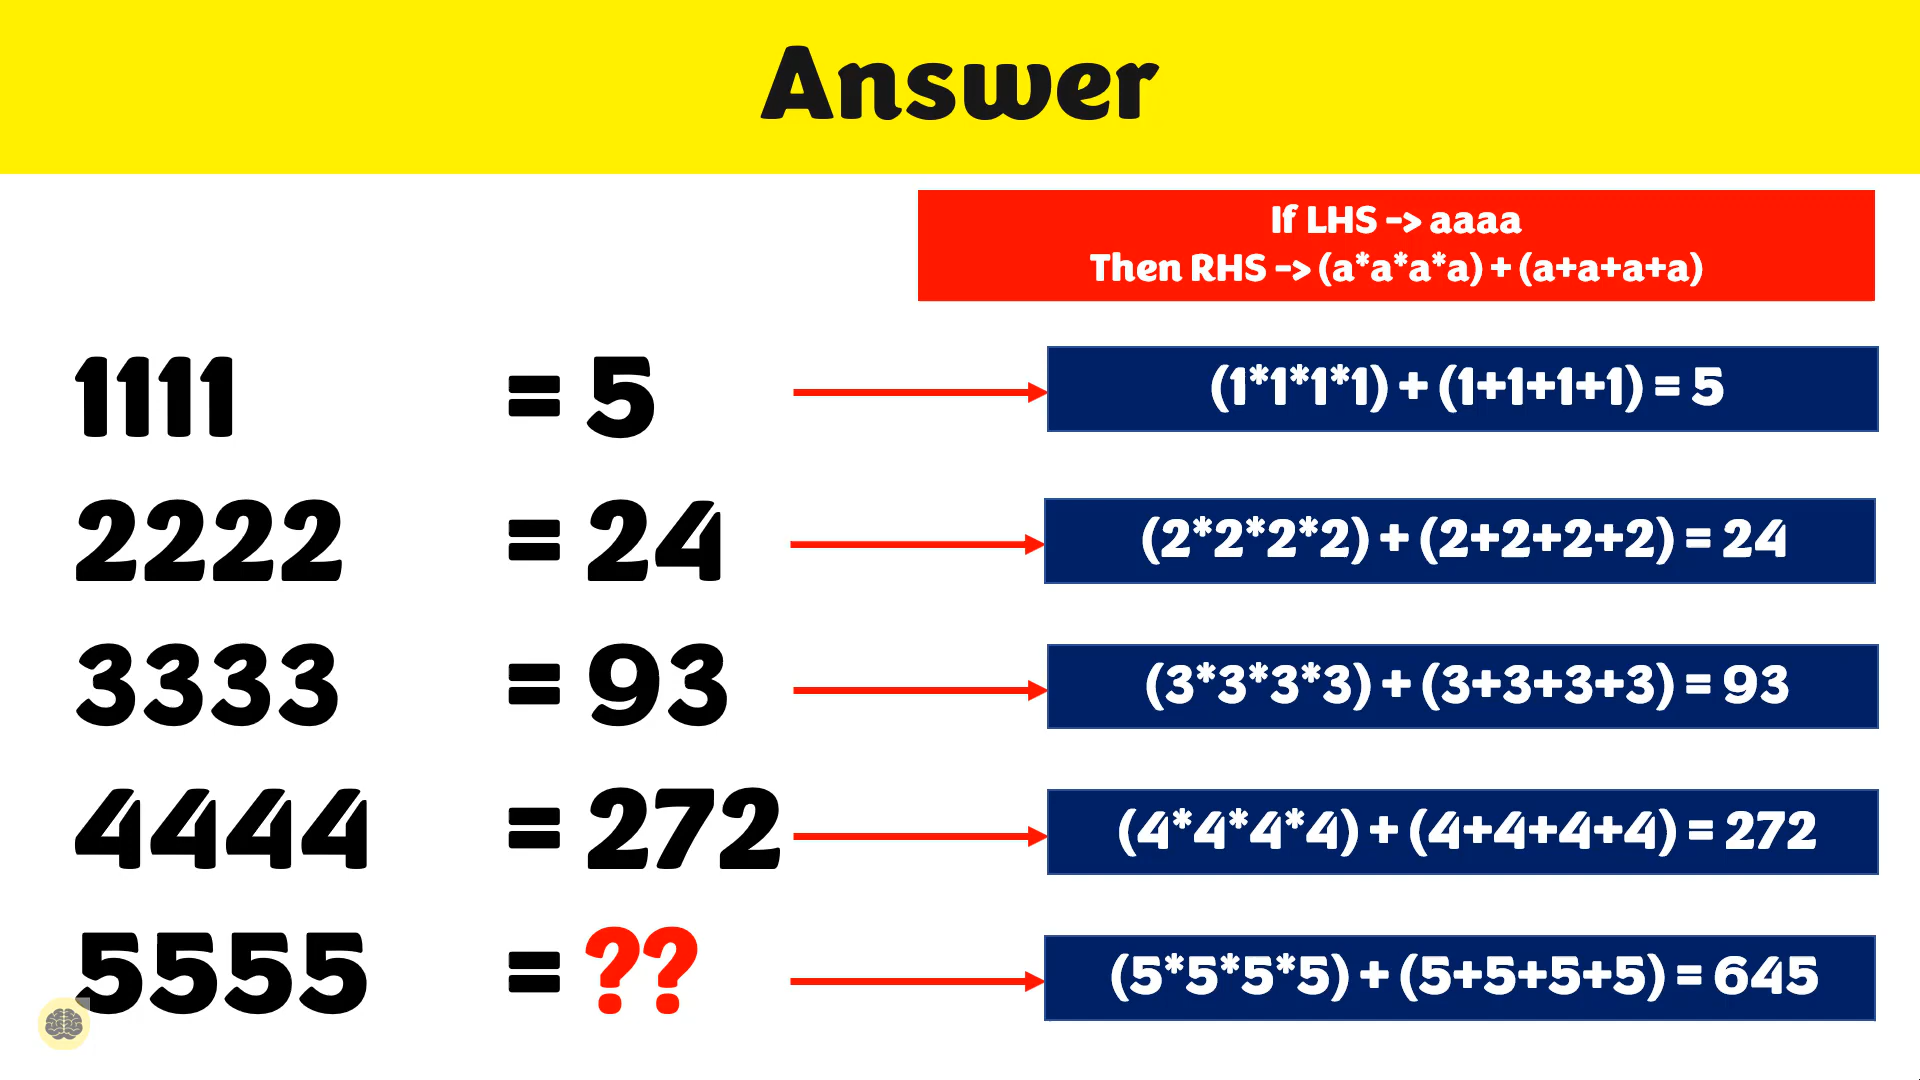 Answer
If LHS -> aaaa
Then RHS -> (a*a*a*a) + (a+a+a+a)
1111 = 5 (1*1*1*1) + (1+1+1+1) = 5
2222 = 24 (2*2*2*2) + (2+2+2+2) = 24
3333 = 93 (3*3*3*3) + (3+3+3+3) = 93
4444 = 272 (4*4*4*4) + (4+4+4+4) = 272
5555 = ?? (5*5*5*5) + (5+5+5+5) = 645